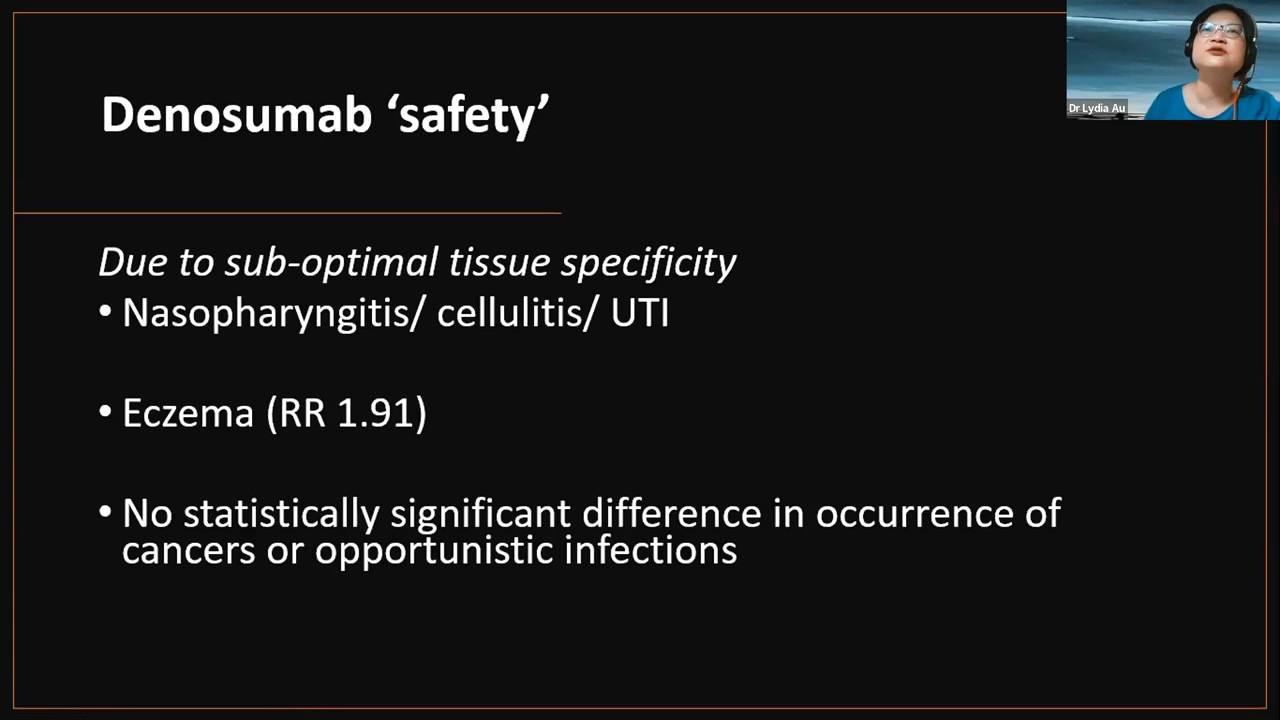 Dr Lydia Au
Denosumab ‘safety’
Due to sub-optimal tissue specificity
• Nasopharyngitis/ cellulitis/ UTI
• Eczema (RR 1.91)
• No statistically significant difference in occurrence of
cancers or opportunistic infections